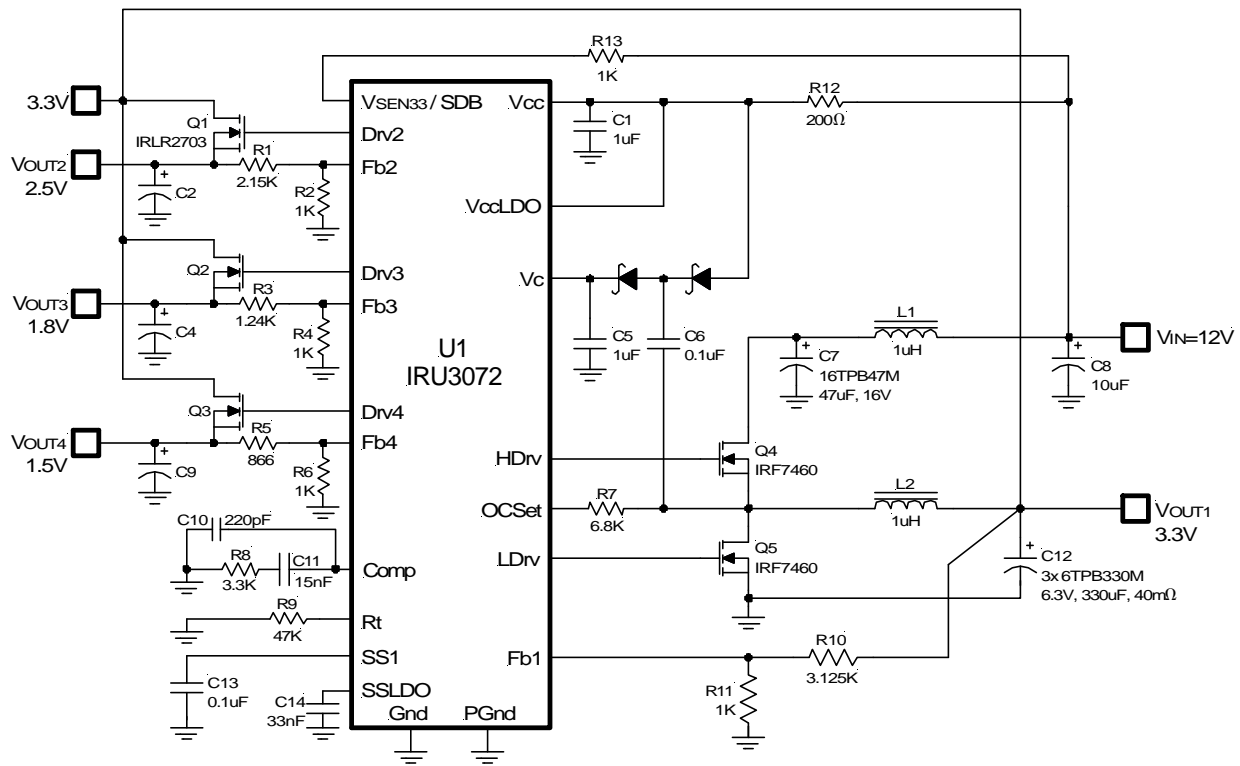 3.3V
VOUT2
2.5V
VOUT3
1.8V
VOUT4
1.5V
Q1
IRLR2703
R1
2.15K
R2
1K
C2
Q2
R3
1.24K
R4
1K
C4
Q3
R5
866
R6
1K
C9
C10
220pF
R8
3.3K
C11
15nF
R9
47K
C13
0.1uF
C14
33nF
VSEN33 / SDB
Drv2
Fb2
Drv3
Fb3
Drv4
Fb4
Comp
Rt
SS1
SSLDO
Gnd
PGnd
U1
IRU3072
Vcc
VccLDO
Vc
HDrv
OCSet
LDrv
Fb1
R13
1K
R12
200Ω
C1
1uF
C5
1uF
C6
0.1uF
L1
1uH
C7
16TPB47M
47uF, 16V
VIN=12V
C8
10uF
Q4
IRF7460
R7
6.8K
L2
1uH
Q5
IRF7460
VOUT1
3.3V
C12
3x 6TPB330M
6.3V, 330uF, 40mΩ
R10
3.125K
R11
1K